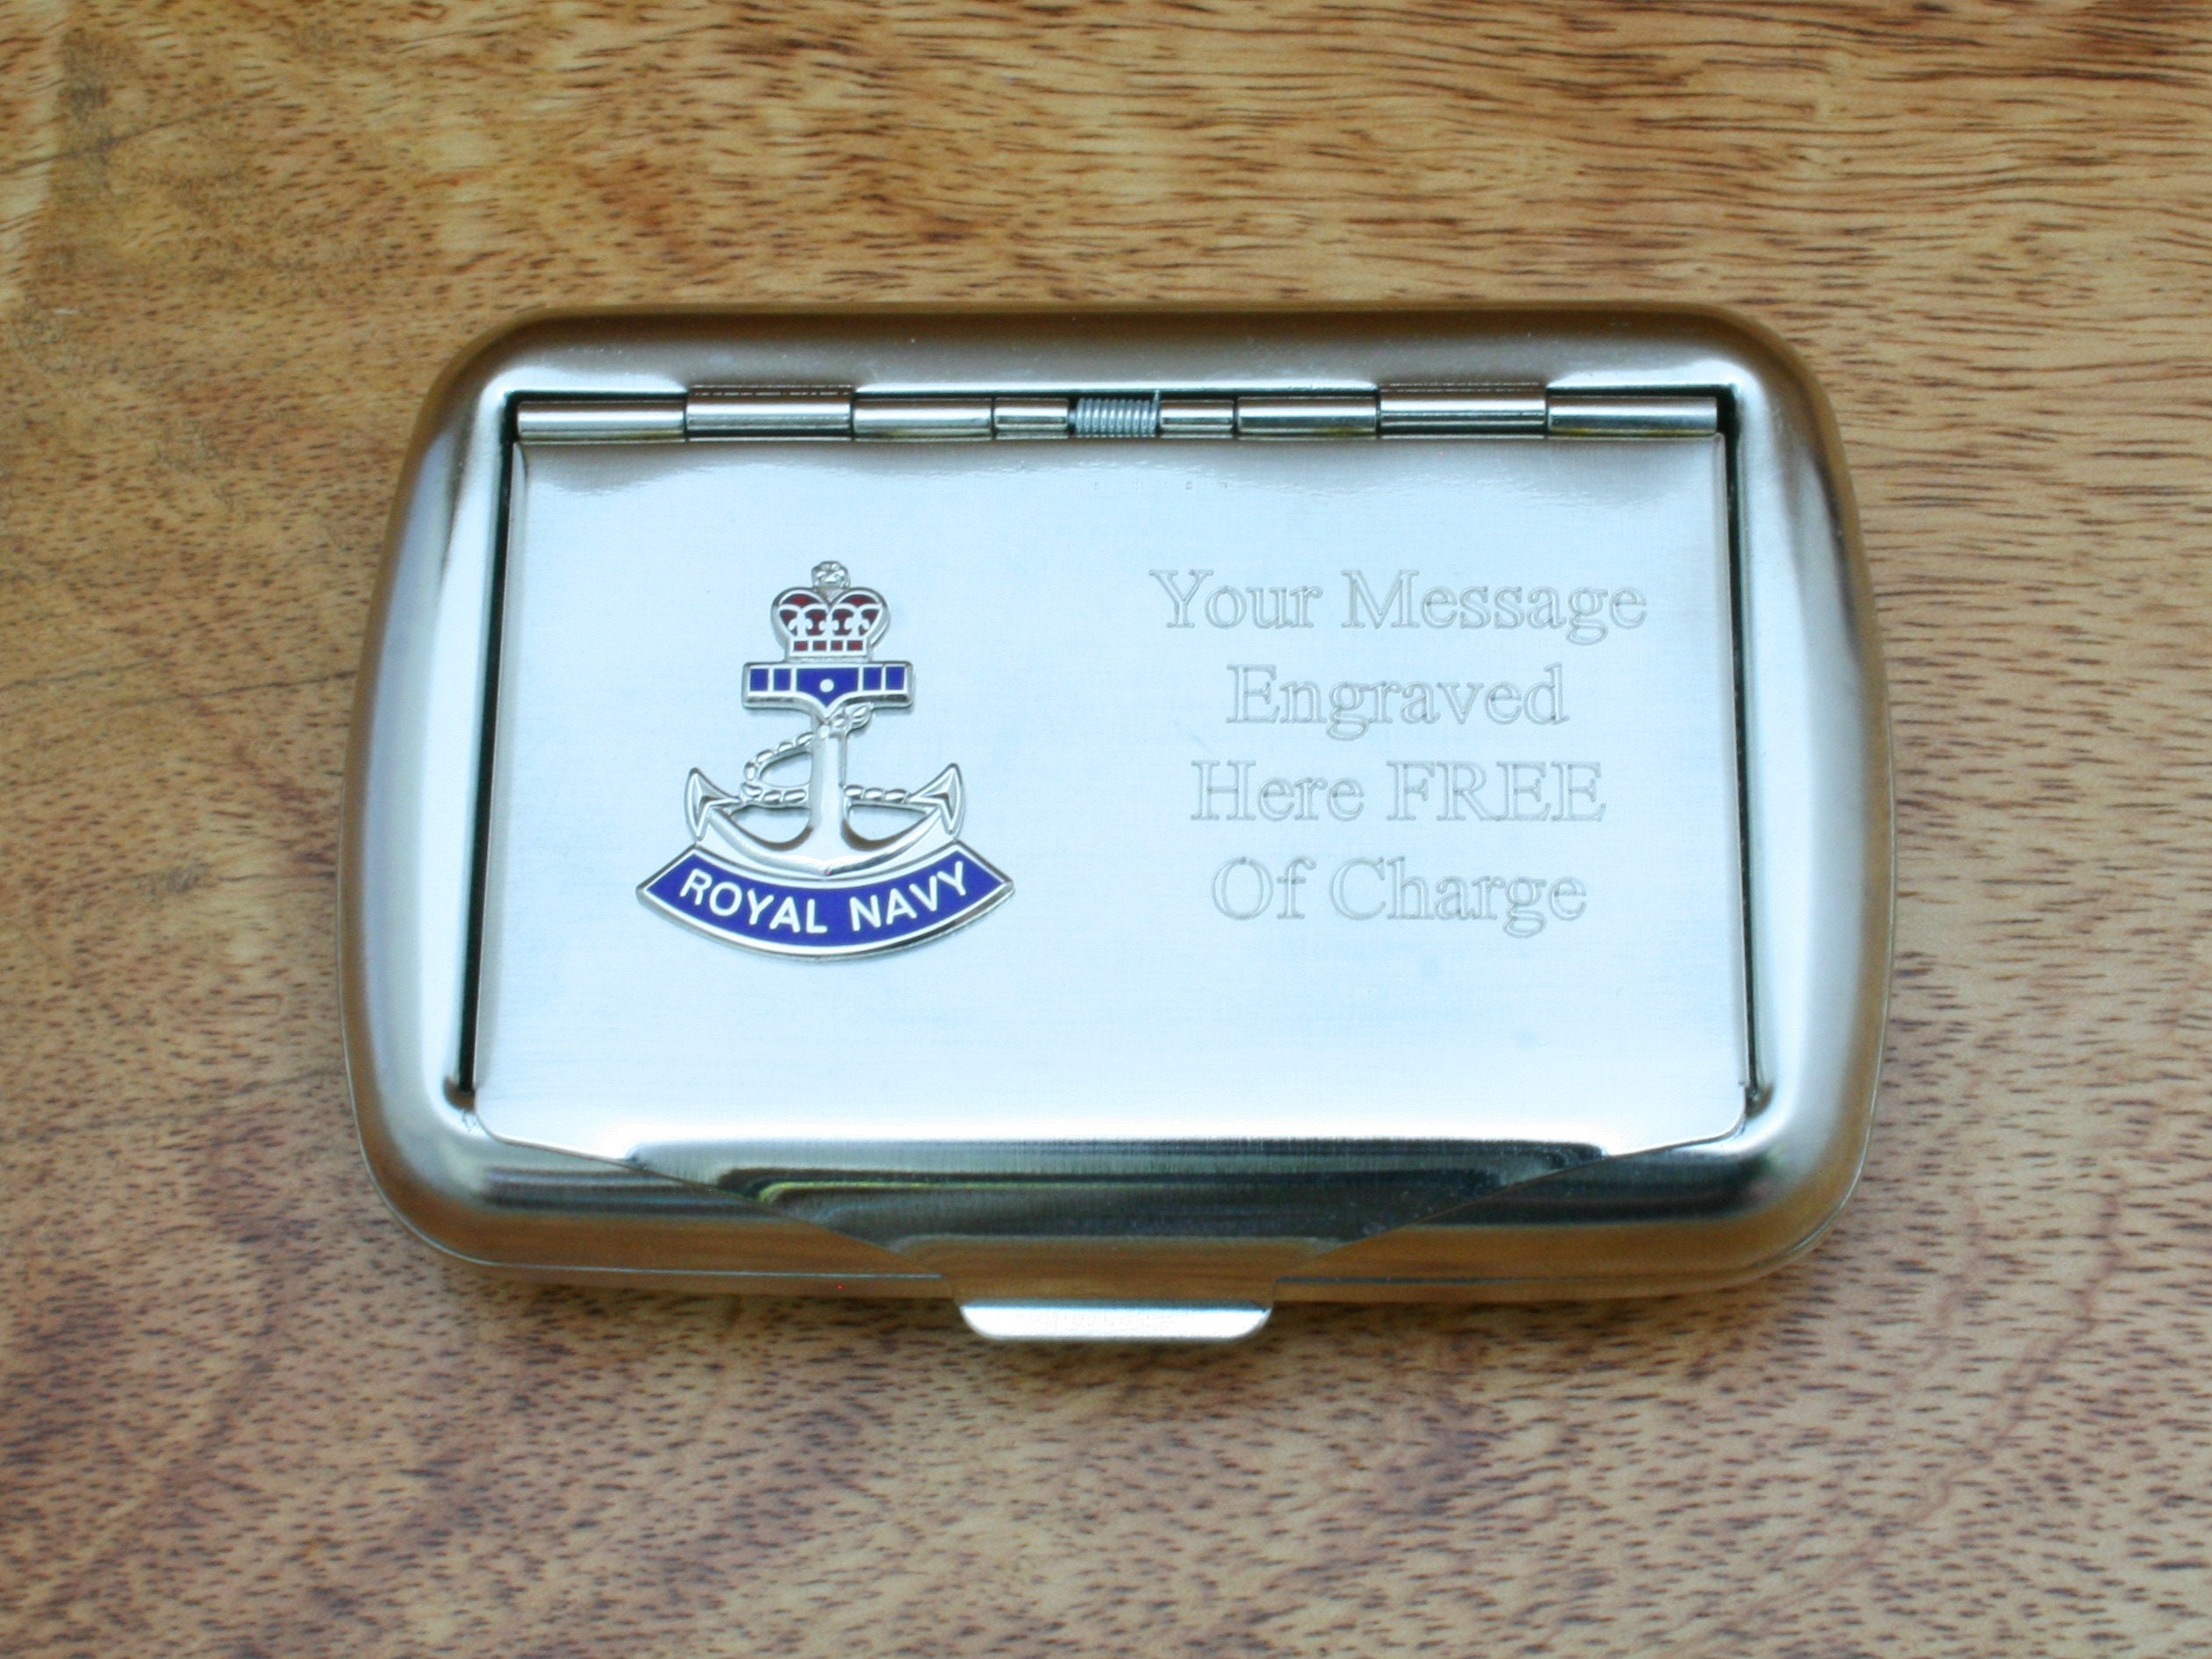 ROYAL NAVY
Your Message
Engraved
Here FREE
Of Charge